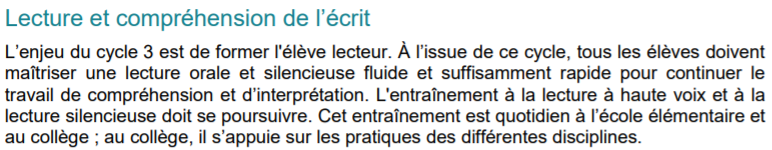 Lecture et compréhension de l’écrit
L’enjeu du cycle 3 est de former l'élève lecteur. À l’issue de ce cycle, tous les élèves doivent
maîtriser une lecture orale et silencieuse fluide et suffisamment rapide pour continuer le
travail de compréhension et d’interprétation. L'entraînement à la lecture à haute voix et à la
lecture silencieuse doit se poursuivre. Cet entraînement est quotidien à l’école élémentaire et
au collège ; au collège, il s’appuie sur les pratiques des différentes disciplines.